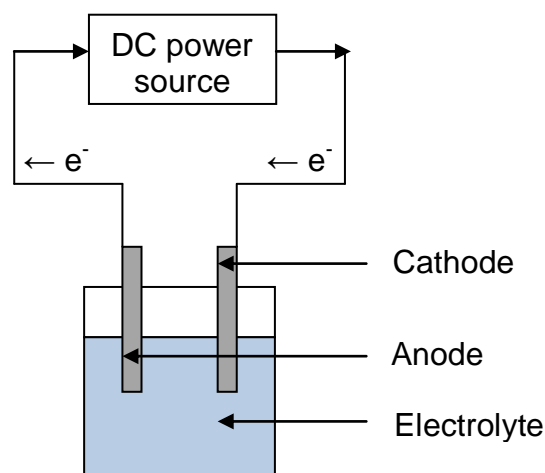 DC power
source
← e⁻
← e⁻
Cathode
Anode
Electrolyte